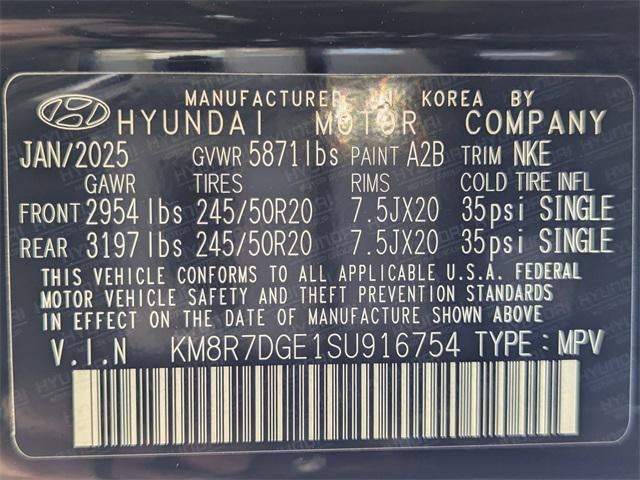 MANUFACTURED IN KOREA BY
HYUNDAI MOTOR COMPANY
JAN/2025 GVWR 5871lbs PAINT A2B TRIM NKE
GAWR TIRES RIMS COLD TIRE INFL
FRONT 2954 lbs 245/50R20 7.5JX20 35psi SINGLE
REAR 3197 lbs 245/50R20 7.5JX20 35psi SINGLE
THIS VEHICLE CONFORMS TO ALL APPLICABLE U.S.A. FEDERAL
MOTOR VEHICLE SAFETY AND THEFT PREVENTION STANDARDS
IN EFFECT ON THE DATE OF MANUFACTURE SHOWN ABOVE
V.I.N KM8R7DGE1SU916754 TYPE: MPV